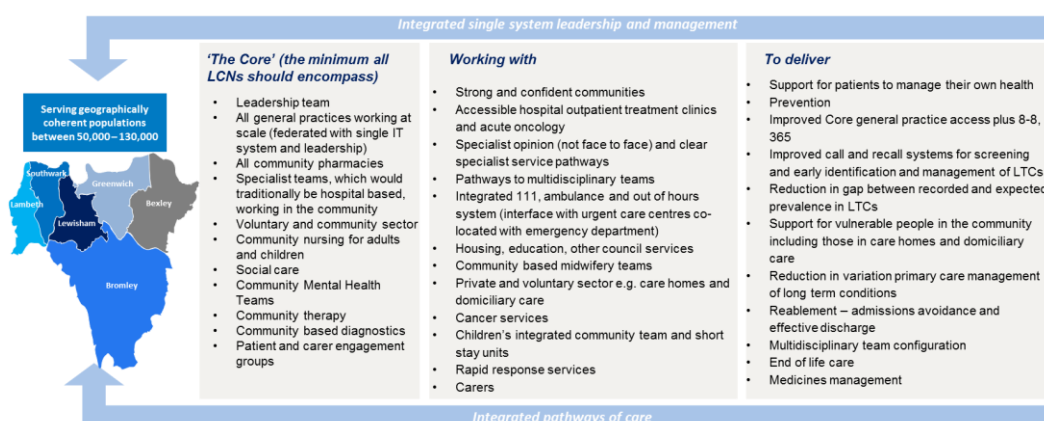 Integrated single system leadership and management
Serving geographically
coherent populations
between 50,000 – 130,000
Southwark
Greenwich
Lambeth
Bexley
Lewisham
Bromley
‘The Core’ (the minimum all
LCNs should encompass)
• Leadership team
• All general practices working at
scale (federated with single IT
system and leadership)
• All community pharmacies
• Specialist teams, which would
traditionally be hospital based,
working in the community
• Voluntary and community sector
• Community nursing for adults
and children
• Social care
• Community Mental Health
Teams
• Community therapy
• Community based diagnostics
• Patient and carer engagement
groups
Working with
• Strong and confident communities
• Accessible hospital outpatient treatment clinics
and acute oncology
• Specialist opinion (not face to face) and clear
specialist service pathways
• Pathways to multidisciplinary teams
• Integrated 111, ambulance and out of hours
system (interface with urgent care centres co-
located with emergency department)
• Housing, education, other council services
• Community based midwifery teams
• Private and voluntary sector e.g. care homes and
domiciliary care
• Cancer services
• Children’s integrated community team and short
stay units
• Rapid response services
• Carers
To deliver
• Support for patients to manage their own health
• Prevention
• Improved Core general practice access plus 8-8,
365
• Improved call and recall systems for screening
and early identification and management of LTCs
• Reduction in gap between recorded and expected
prevalence in LTCs
• Support for vulnerable people in the community
including those in care homes and domiciliary
care
• Reduction in variation primary care management
of long term conditions
• Reablement – admissions avoidance and
effective discharge
• Multidisciplinary team configuration
• End of life care
• Medicines management
Integrated pathways of care